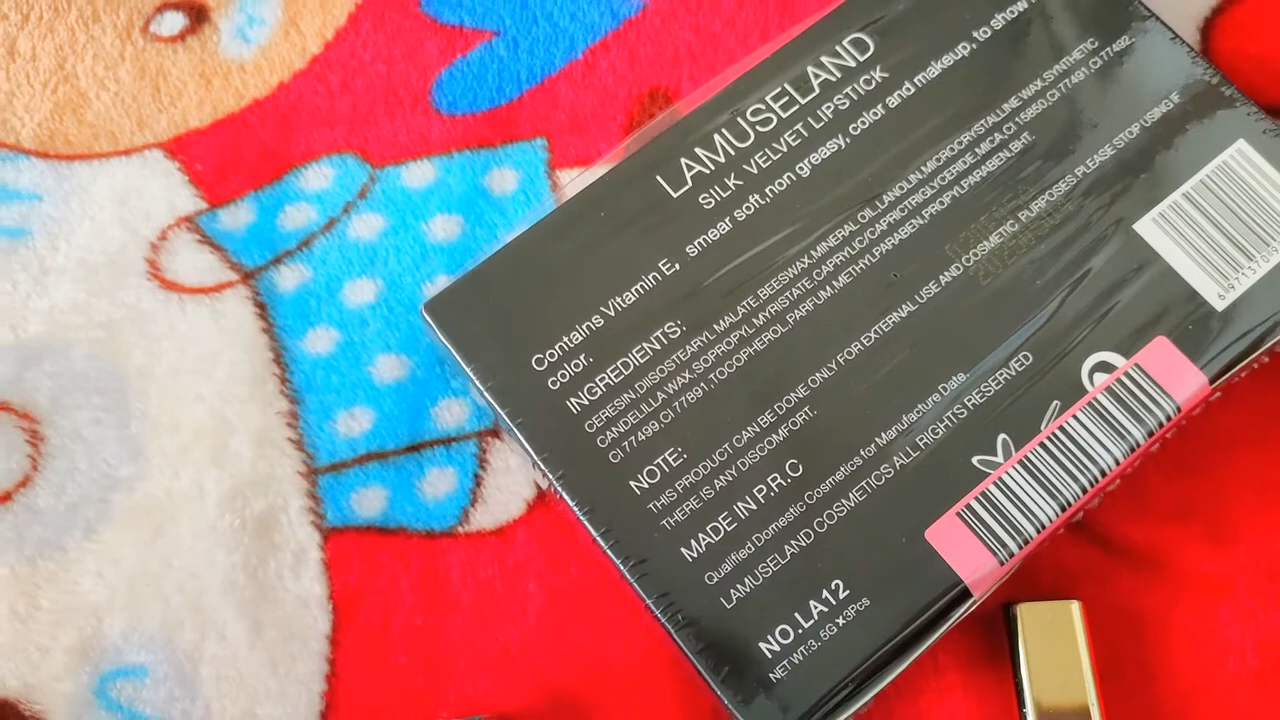 LAMUSELAND
SILK VELVET LIPSTICK
Contains Vitamin E, smear soft,non greasy, color and makeup, to show
color.
INGREDIENTS:
CERESIN,DIISOSTEARYL MALATE,BEESWAX,MINERAL OIL,LANOLIN,MICROCRYSTALLINE WAX,SYNTHETIC
CANDELILLA WAX,ISOPROPYL MYRISTATE,CAPRYLIC/CAPRICTRIGLYCERIDE,MICA,CI 15850,CI 77491,CI 77492,
CI 77499,CI 77891,TOCOPHEROL,PARFUM.METHYLPARABEN,PROPYLPARABEN,BHT.
NOTE:
THIS PRODUCT CAN BE DONE ONLY FOR EXTERNAL USE AND COSMETIC PURPOSES.PLEASE STOP USING IF
THERE IS ANY DISCOMFORT.
MADE IN P.R.C
Qualified Domestic Cosmetics for Manufacture Date.
LAMUSELAND COSMETICS ALL RIGHTS RESERVED
NO.LA12
NET WT:3. 5G×3Pcs
6 971370